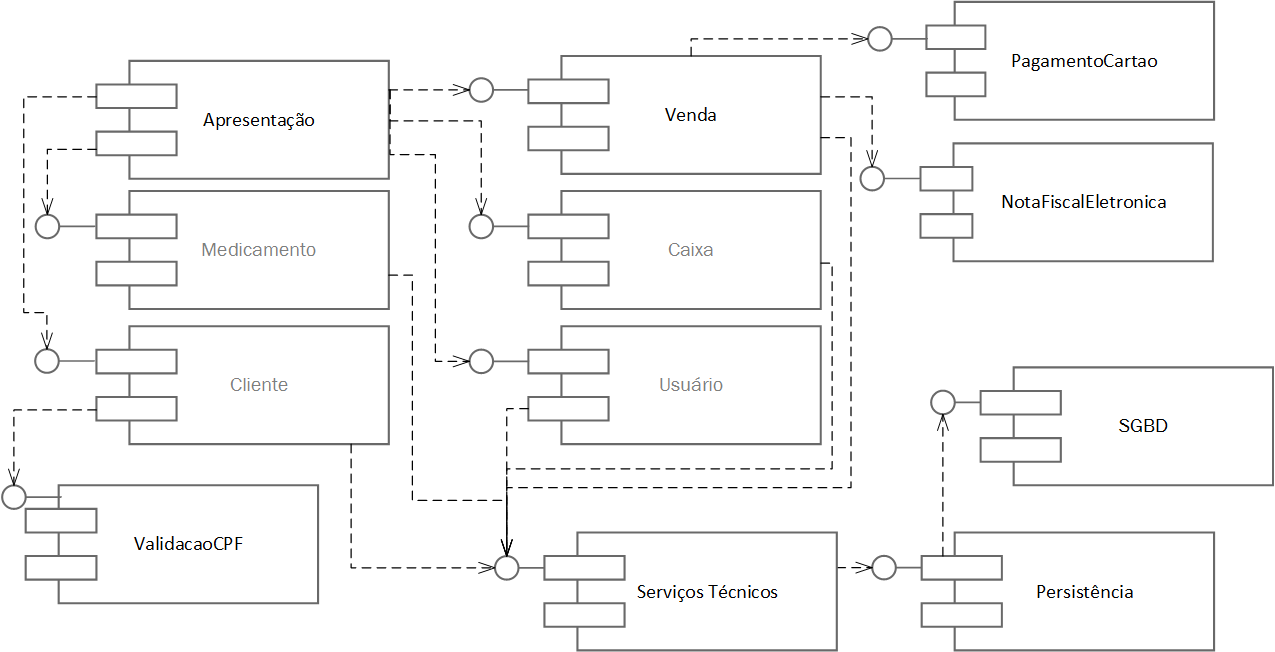 PagamentoCartao
Apresentação
Venda
NotaFiscalEletronica
Medicamento
Caixa
Cliente
Usuário
SGBD
ValidacaoCPF
Serviços Técnicos
Persistência